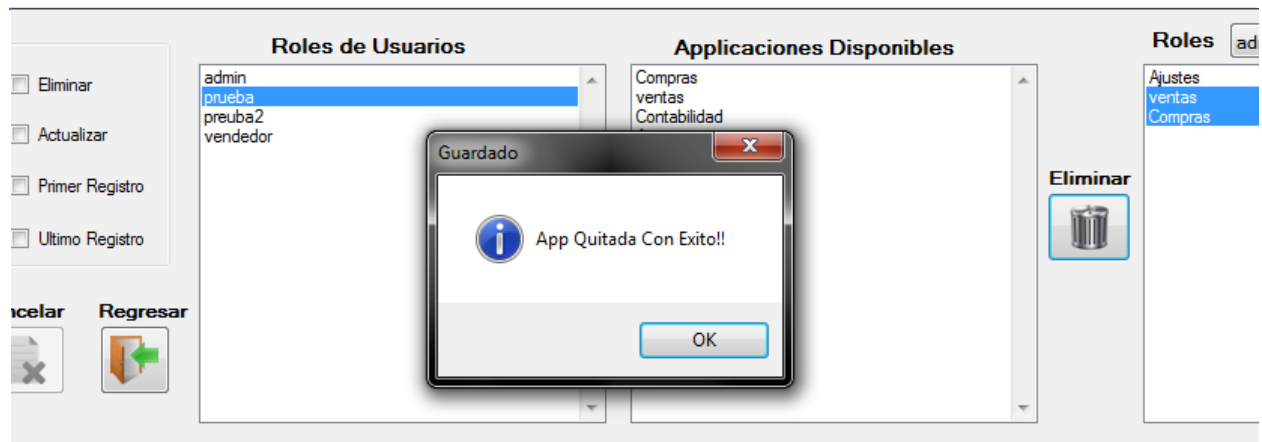 Roles de Usuarios
Applicaciones Disponibles
Roles
Eliminar
Actualizar
Primer Registro
Ultimo Registro
Regresar
admin
prueba
preuba2
vendedor
Compras
ventas
Contabilidad
Guardado
App Quitada Con Exito!!
OK
Eliminar
Ajustes
ventas
Compras